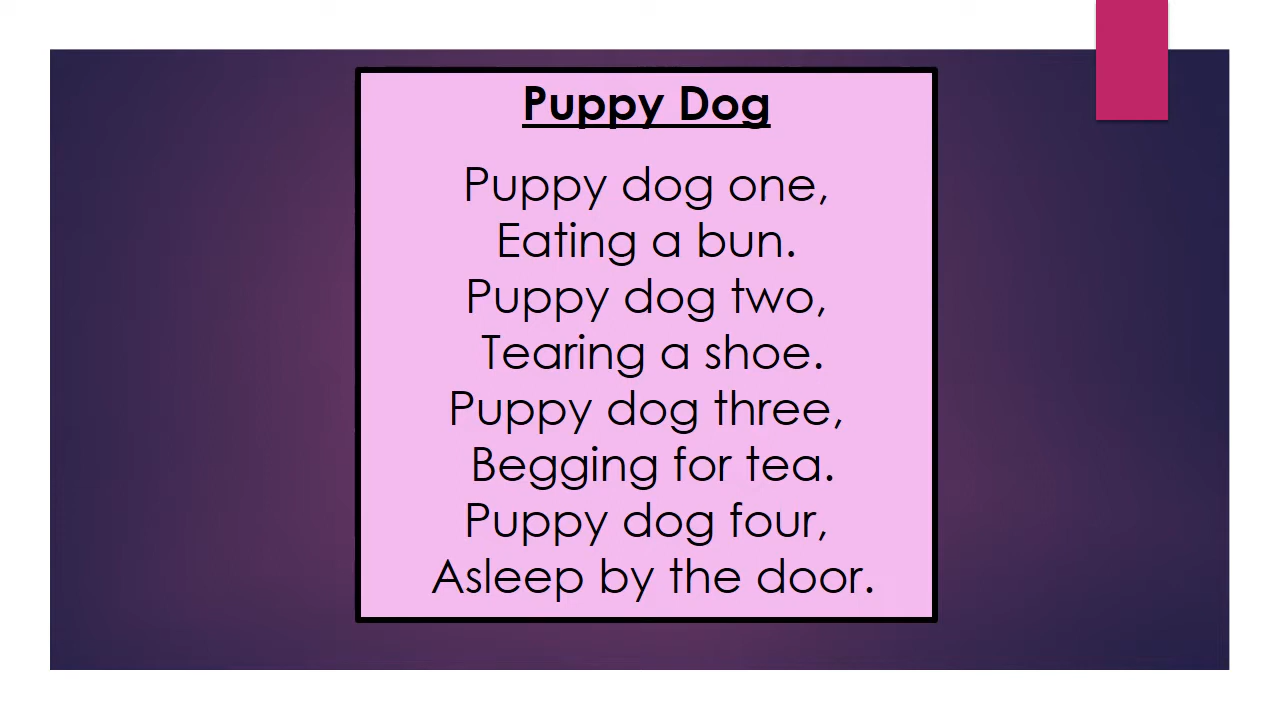 Puppy Dog
Puppy dog one,
Eating a bun.
Puppy dog two,
Tearing a shoe.
Puppy dog three,
Begging for tea.
Puppy dog four,
Asleep by the door.